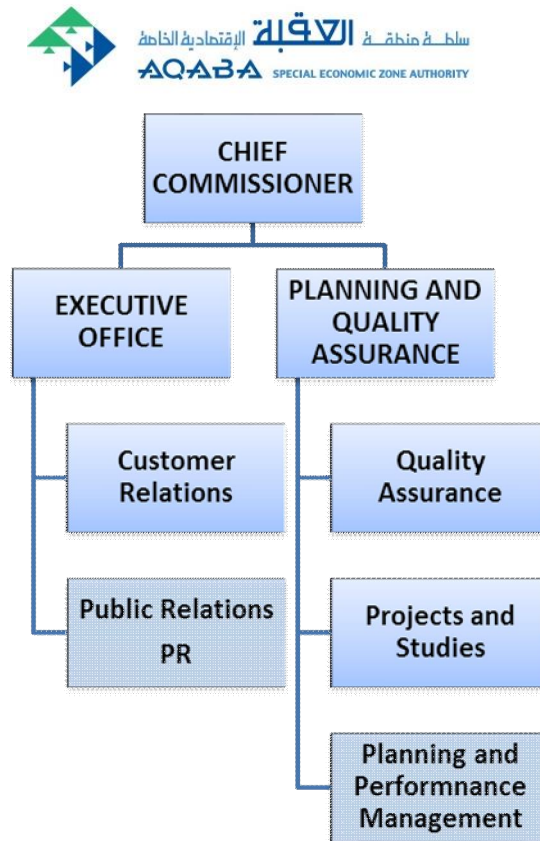 سلطة منطقة العقبة الإقتصادية الخاصة
AQABA SPECIAL ECONOMIC ZONE AUTHORITY
CHIEF
COMMISSIONER
EXECUTIVE
OFFICE
PLANNING AND
QUALITY
ASSURANCE
Customer
Relations
Quality
Assurance
Public Relations
PR
Projects and
Studies
Planning and
Performnance
Management